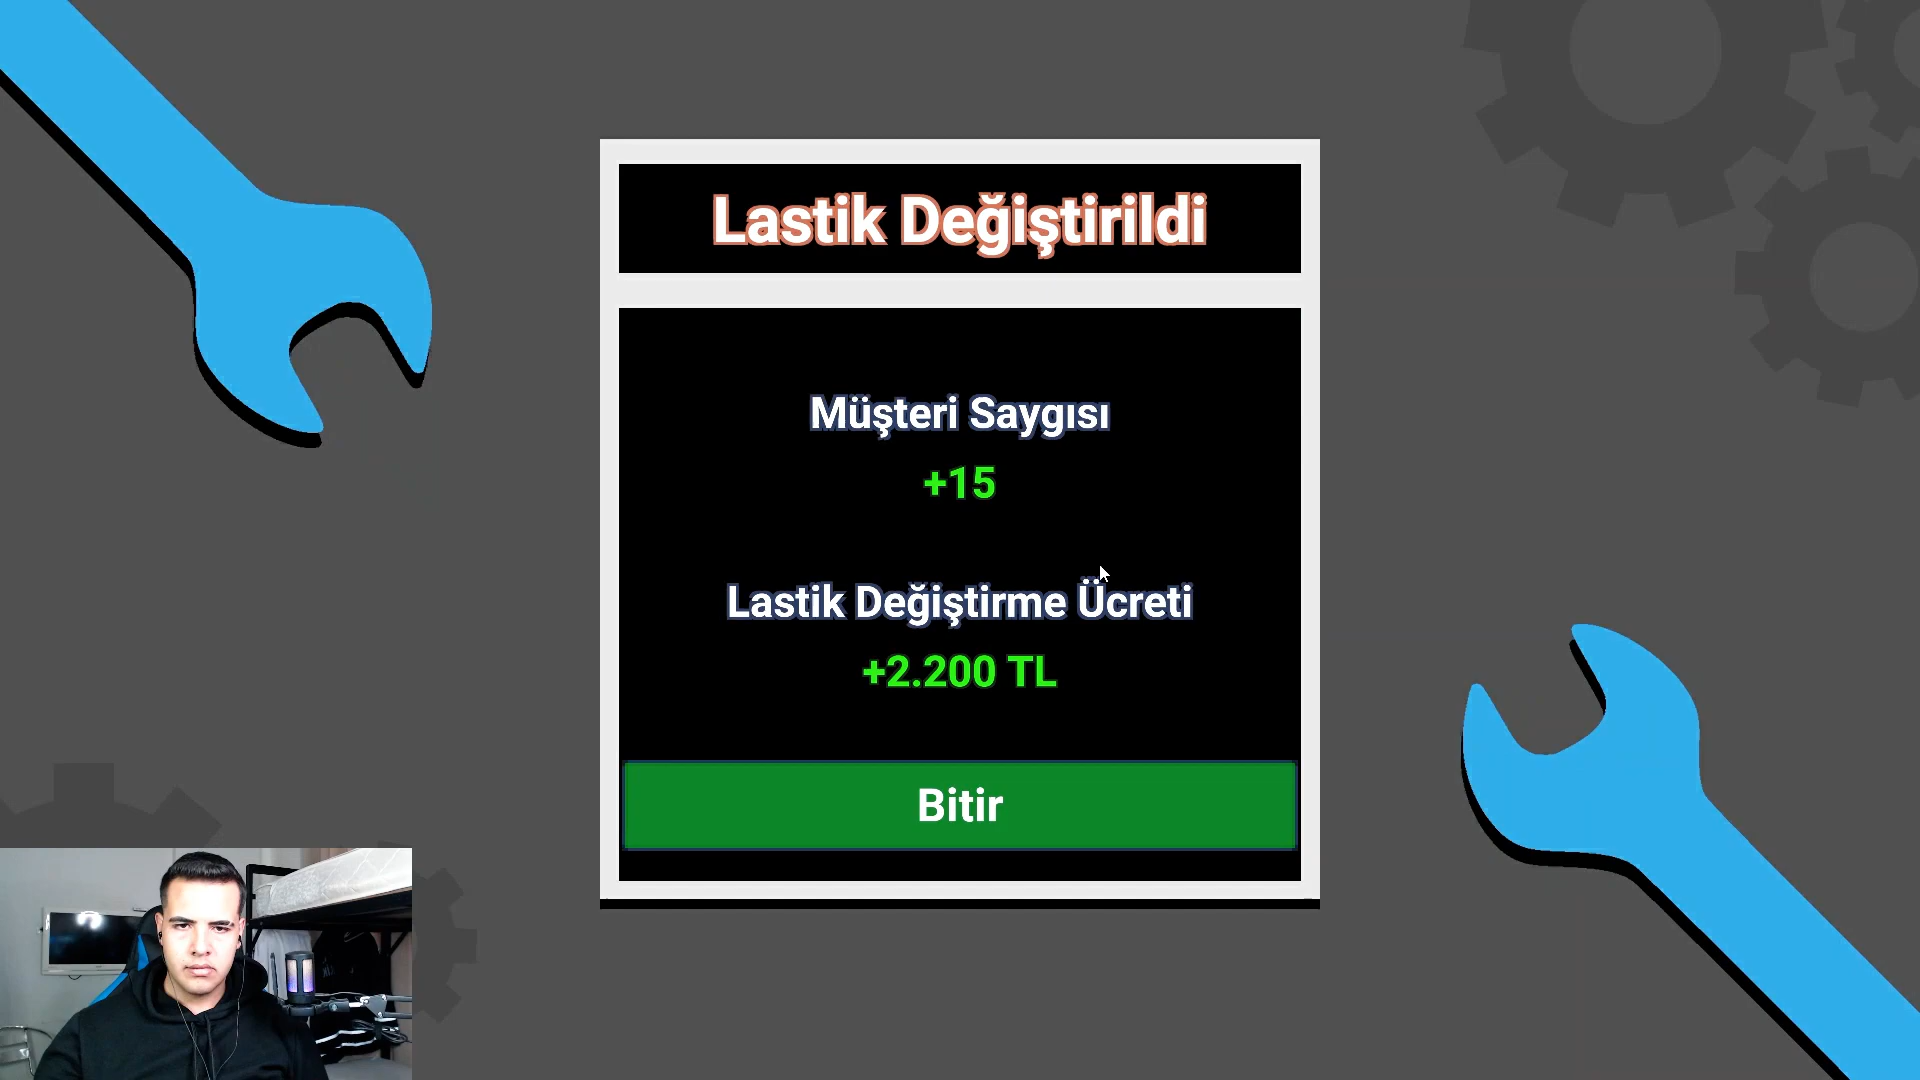 Lastik Değiştirildi
Müşteri Saygısı
+15
Lastik Değiştirme Ücreti
+2.200 TL
Bitir